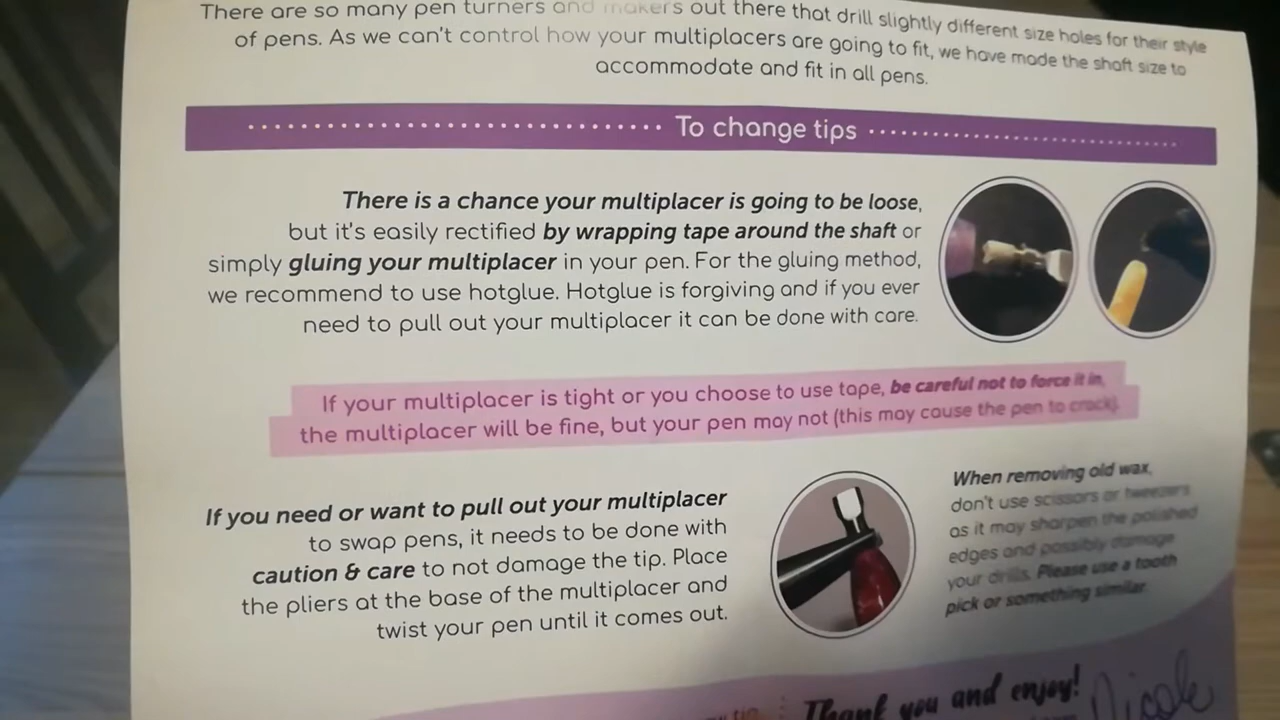 There are so many pen turners and makers out there that drill slightly different size holes for their style
of pens. As we can't control how your multiplacers are going to fit, we have made the shaft size to
accommodate and fit in all pens.
To change tips
There is a chance your multiplacer is going to be loose,
but it's easily rectified by wrapping tape around the shaft or
simply gluing your multiplacer in your pen. For the gluing method,
we recommend to use hotglue. Hotglue is forgiving and if you ever
need to pull out your multiplacer it can be done with care.
If your multiplacer is tight or you choose to use tape, be careful not to force it in,
the multiplacer will be fine, but your pen may not (this may cause the pen to crack).
If you need or want to pull out your multiplacer
to swap pens, it needs to be done with
caution & care to not damage the tip. Place
the pliers at the base of the multiplacer and
twist your pen until it comes out.
When removing old wax,
don't use scissors or tweezers
as it may sharpen the polished
edges and possibly damage
your drills. Please use a tooth
pick or something similar.
Thank you and enjoy!
Nicole